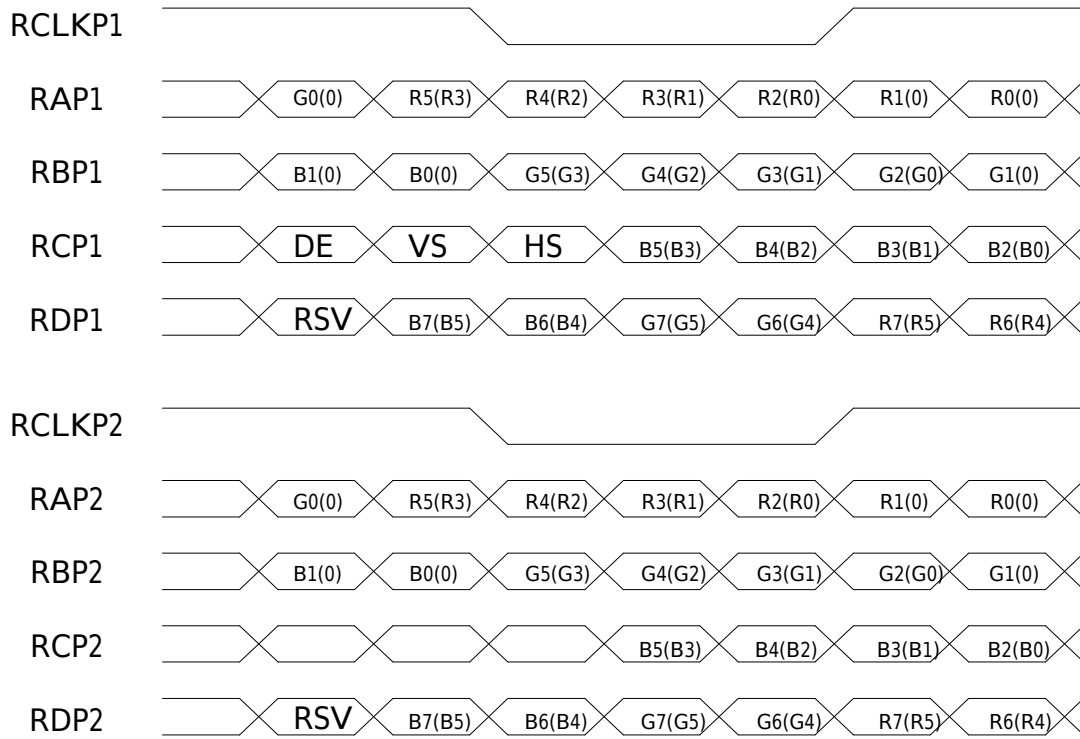 RCLKP1
RAP1 G0(0) R5(R3) R4(R2) R3(R1) R2(R0) R1(0) R0(0)
RBP1 B1(0) B0(0) G5(G3) G4(G2) G3(G1) G2(G0) G1(0)
RCP1 DE VS HS B5(B3) B4(B2) B3(B1) B2(B0)
RDP1 RSV B7(B5) B6(B4) G7(G5) G6(G4) R7(R5) R6(R4)
RCLKP2
RAP2 G0(0) R5(R3) R4(R2) R3(R1) R2(R0) R1(0) R0(0)
RBP2 B1(0) B0(0) G5(G3) G4(G2) G3(G1) G2(G0) G1(0)
RCP2 B5(B3) B4(B2) B3(B1) B2(B0)
RDP2 RSV B7(B5) B6(B4) G7(G5) G6(G4) R7(R5) R6(R4)